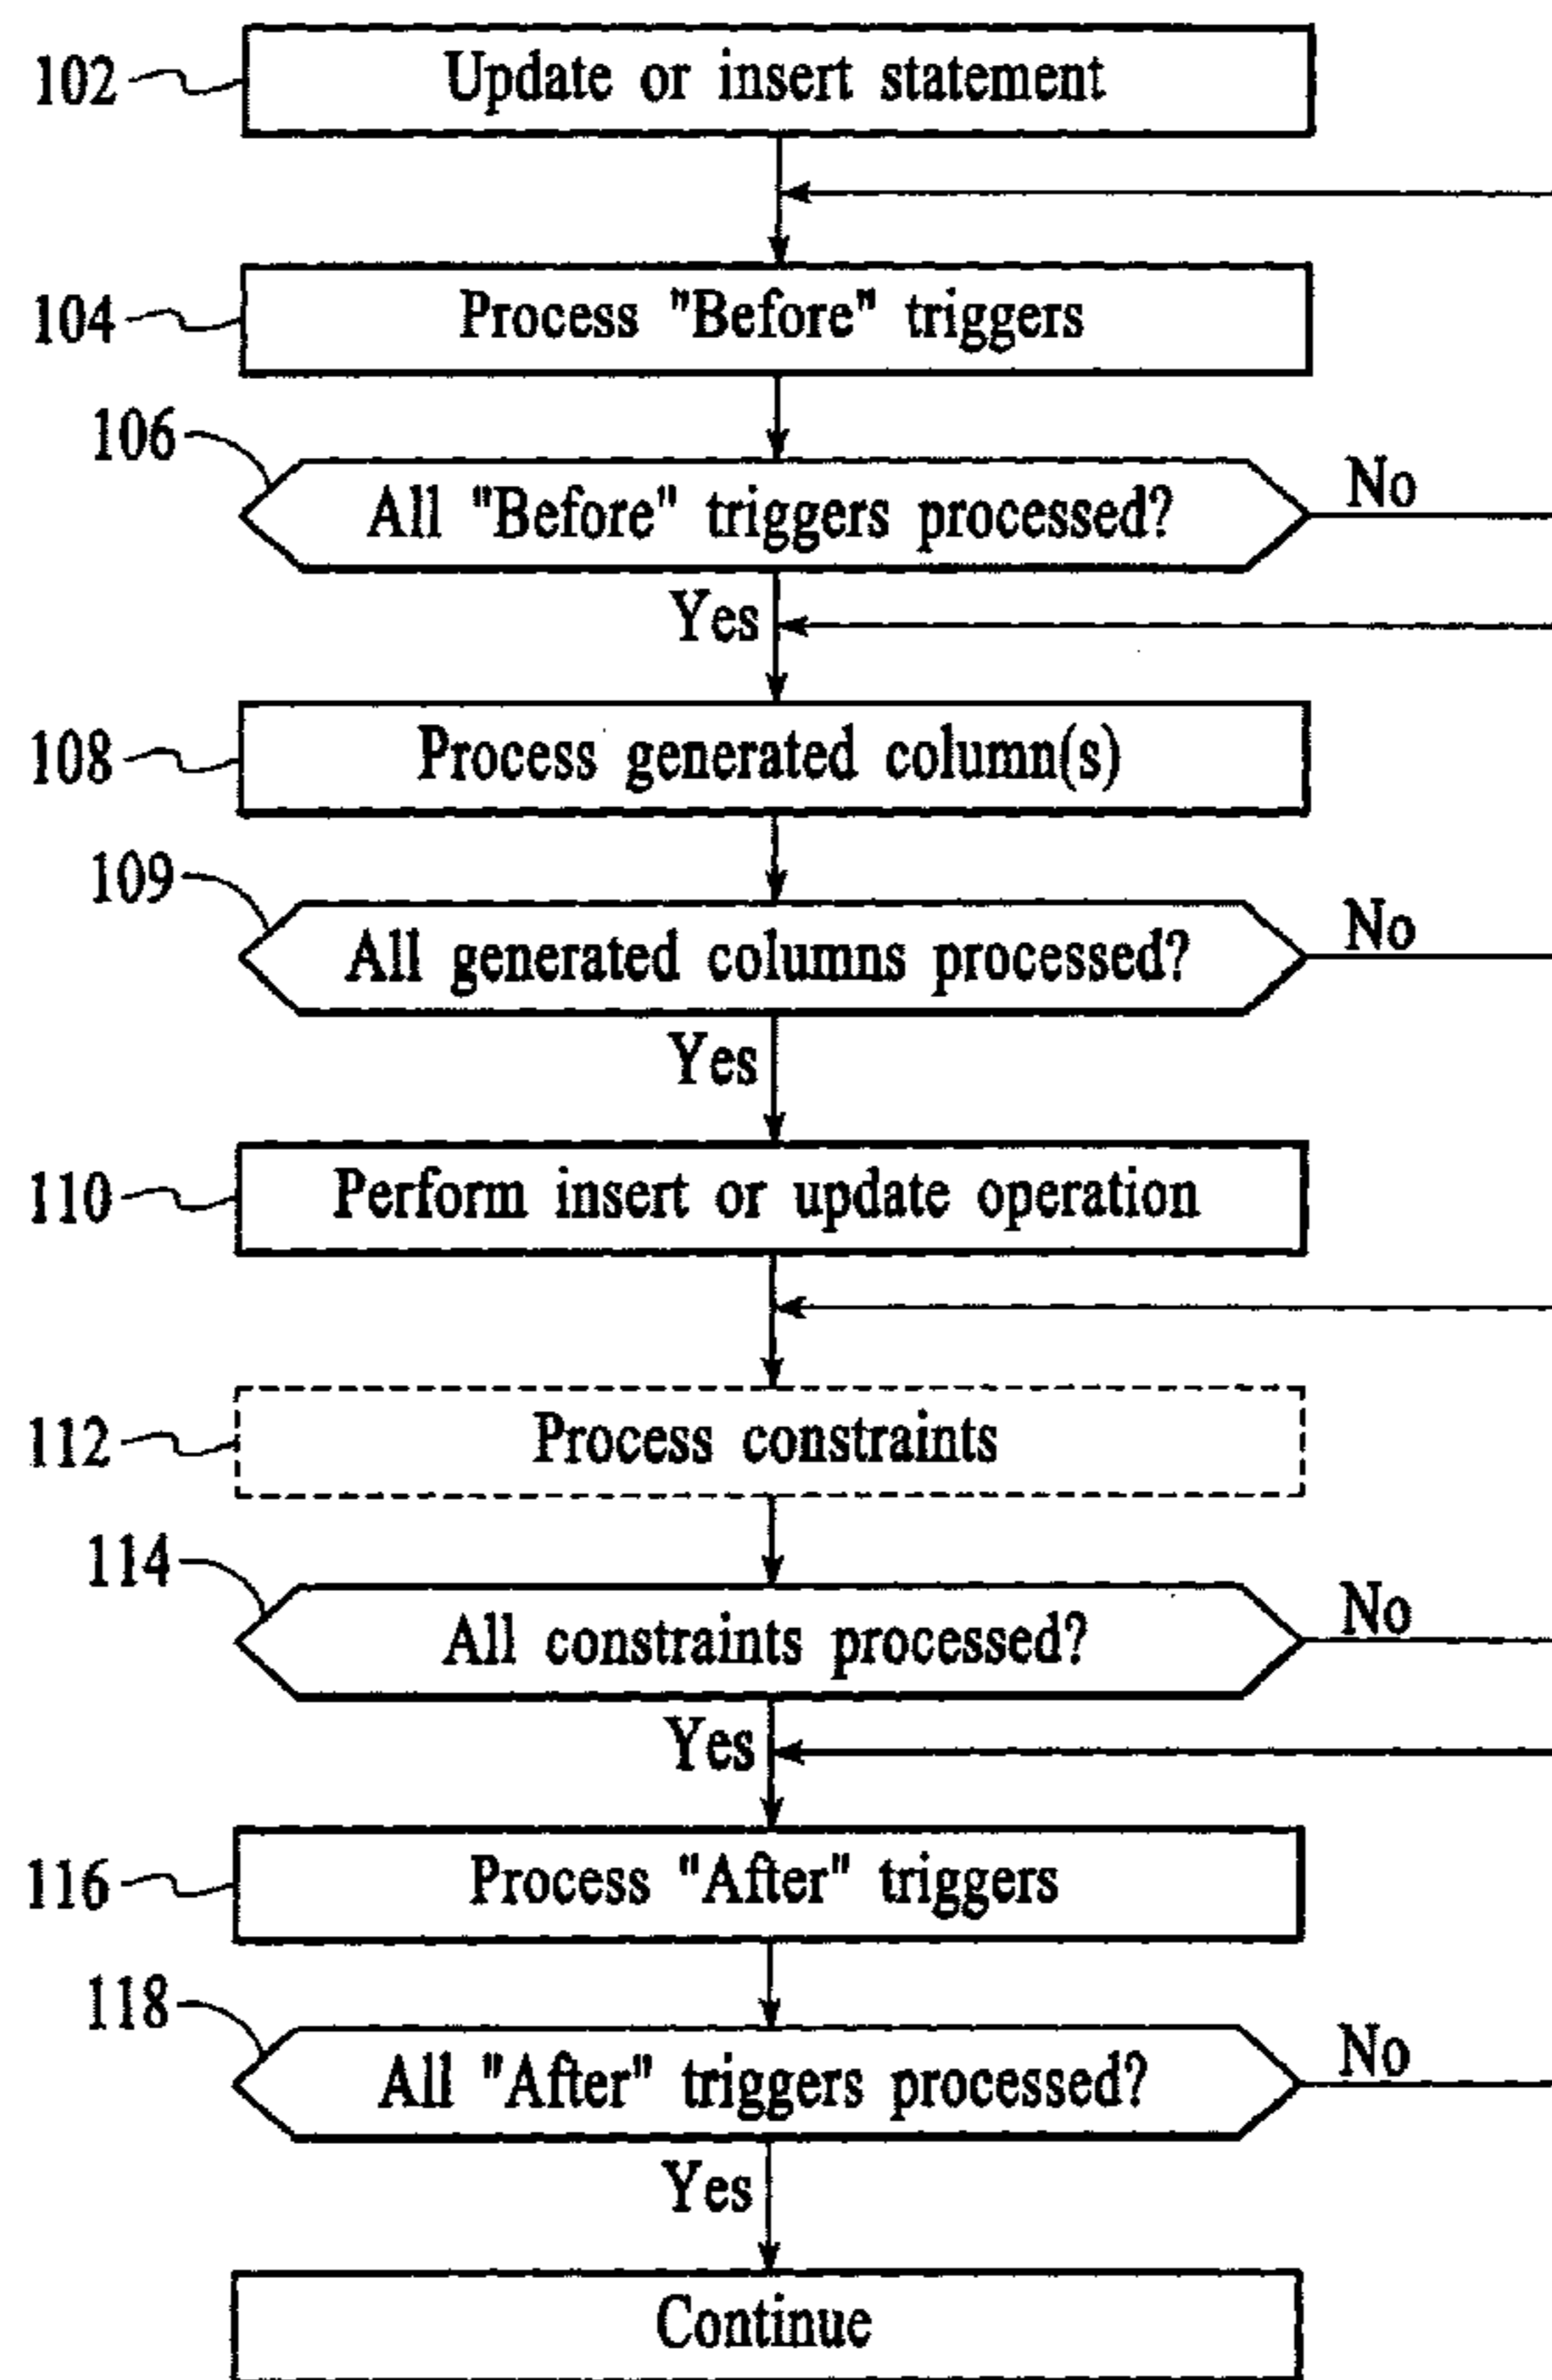 102 Update or insert statement
104 Process "Before" triggers
106
All "Before" triggers processed? No
Yes
108 Process generated column(s)
109
All generated columns processed? No
Yes
110 Perform insert or update operation
112 Process constraints
114
All constraints processed? No
Yes
116 Process "After" triggers
118
All "After" triggers processed? No
Yes
Continue